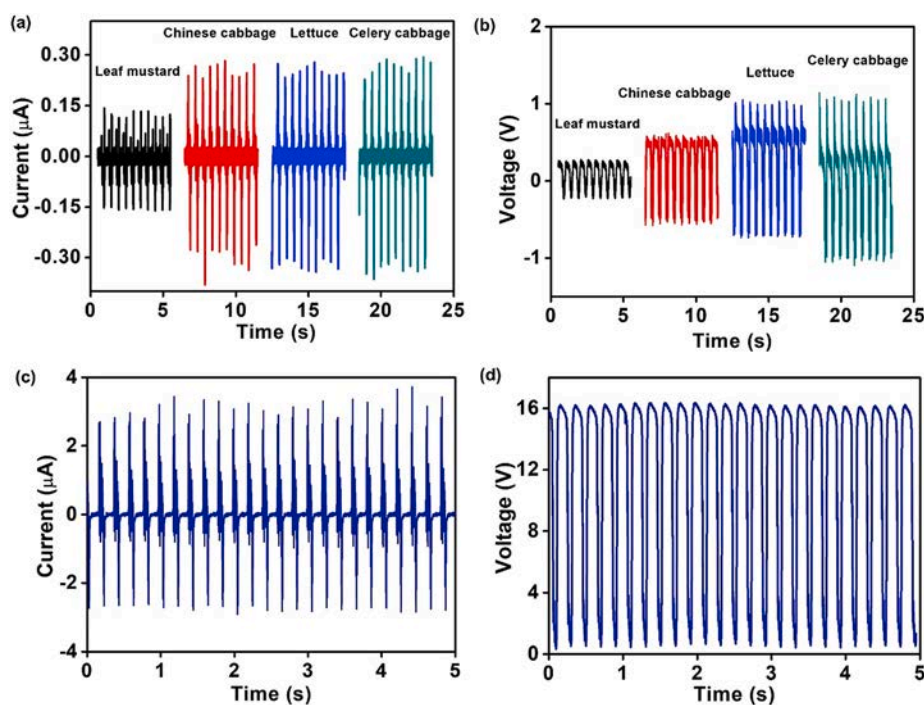 (a)
Chinese cabbage Lettuce Celery cabbage
Leaf mustard
0.30
0.15
0.00
-0.15
-0.30
Current (μA)
0 5 10 15 20 25
Time (s)
(b)
Celery cabbage
Lettuce
Chinese cabbage
Leaf mustard
2
1
0
-1
Voltage (V)
0 5 10 15 20 25
Time (s)
(c)
4
2
0
-2
-4
Current (μA)
0 1 2 3 4 5
Time (s)
(d)
16
12
8
4
0
Voltage (V)
0 1 2 3 4 5
Time (s)